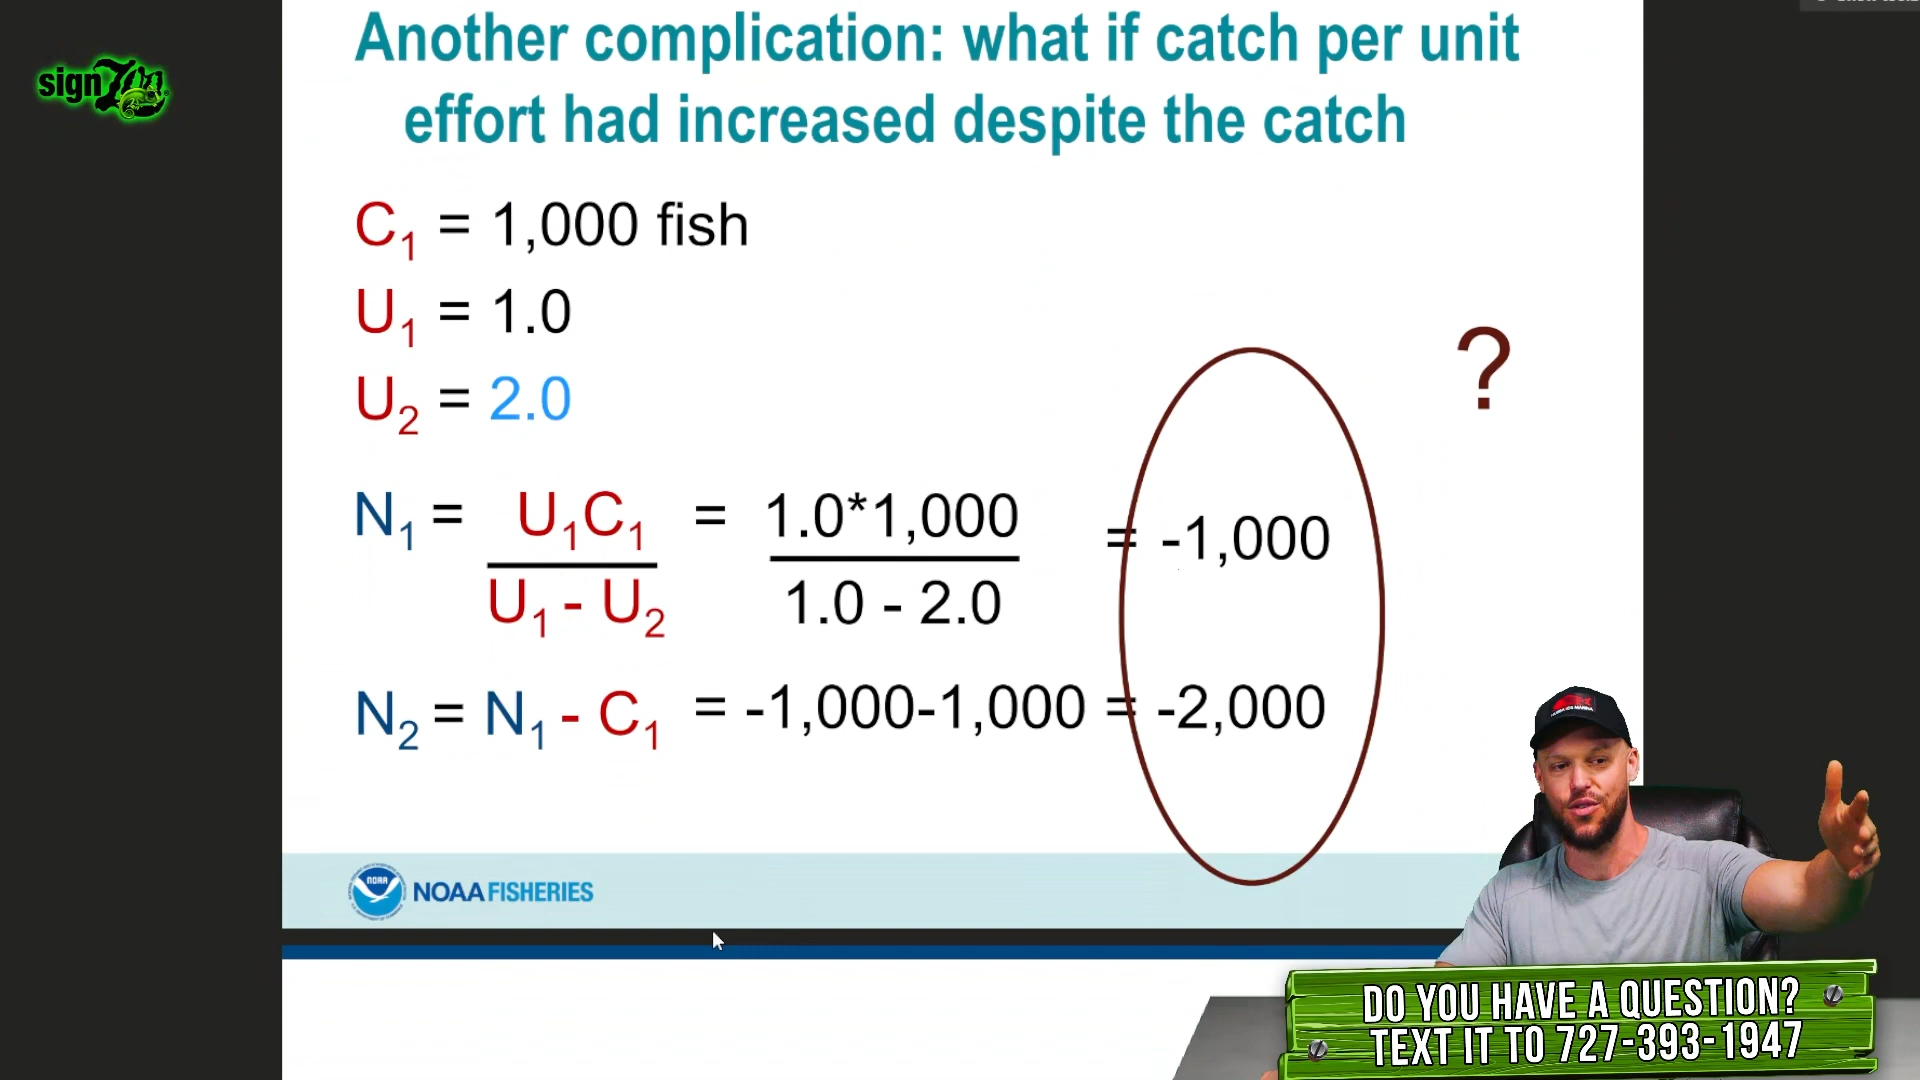 signZoo
Another complication: what if catch per unit
effort had increased despite the catch
C1 = 1,000 fish
U1 = 1.0
U2 = 2.0
?
N1 = U1C1 / U1 - U2 = 1.0*1,000 / 1.0 - 2.0 = -1,000
N2 = N1 - C1 = -1,000-1,000 = -2,000
NOAA
NOAA FISHERIES
DO YOU HAVE A QUESTION?
TEXT IT TO 727-393-1947